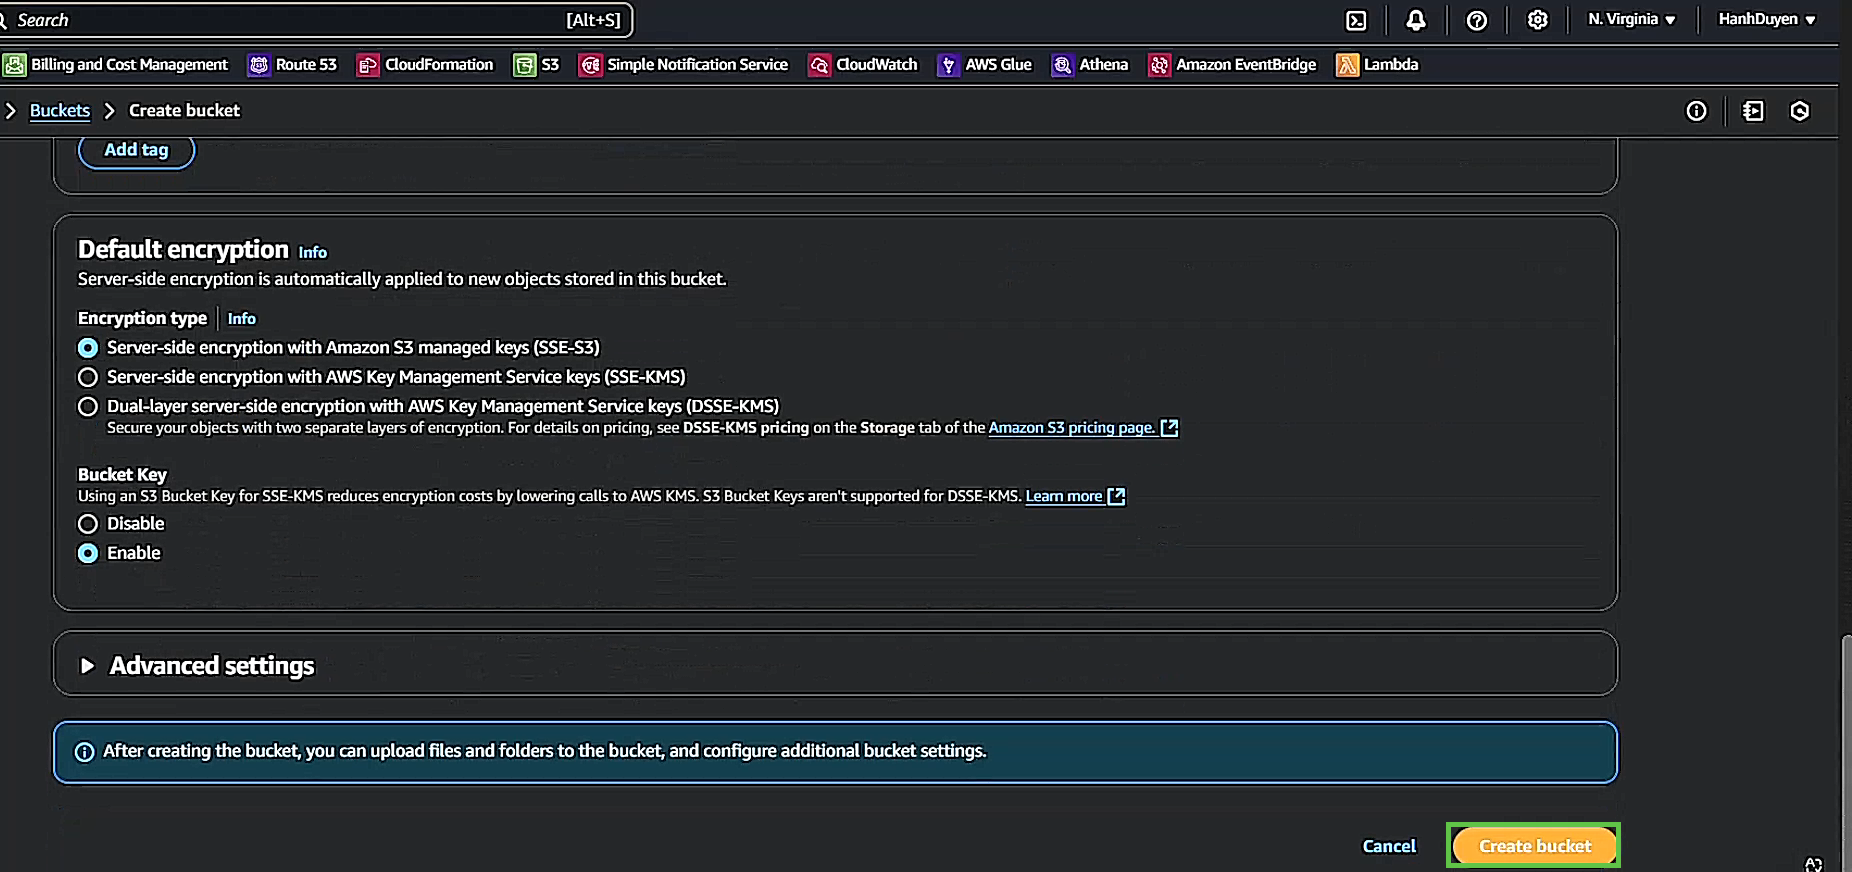 Search [Alt+S] N. Virginia HanhDuyen
Billing and Cost Management Route 53 CloudFormation S3 Simple Notification Service CloudWatch AWS Glue Athena Amazon EventBridge Lambda
Buckets Create bucket
Add tag
Default encryption Info
Server-side encryption is automatically applied to new objects stored in this bucket.
Encryption type Info
Server-side encryption with Amazon S3 managed keys (SSE-S3)
Server-side encryption with AWS Key Management Service keys (SSE-KMS)
Dual-layer server-side encryption with AWS Key Management Service keys (DSSE-KMS)
Secure your objects with two separate layers of encryption. For details on pricing, see DSSE-KMS pricing on the Storage tab of the Amazon S3 pricing page.
Bucket Key
Using an S3 Bucket Key for SSE-KMS reduces encryption costs by lowering calls to AWS KMS. S3 Bucket Keys aren't supported for DSSE-KMS. Learn more
Disable
Enable
Advanced settings
After creating the bucket, you can upload files and folders to the bucket, and configure additional bucket settings.
Cancel Create bucket